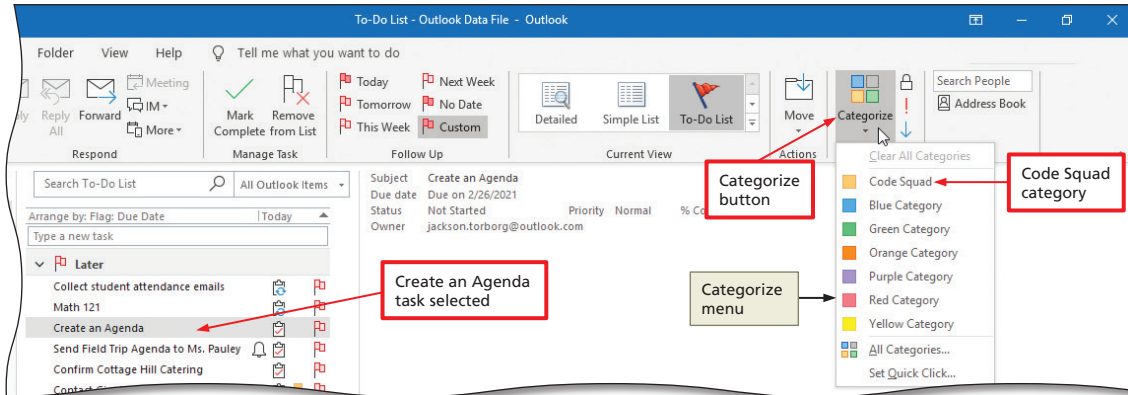 To-Do List - Outlook Data File - Outlook
Folder View Help Tell me what you want to do
Reply All
Forward
Meeting
IM
More
Respond
Mark Complete
Remove from List
Manage Task
Today
Tomorrow
This Week
Next Week
No Date
Custom
Follow Up
Detailed
Simple List
To-Do List
Current View
Move
Actions
Categorize
Search People
Address Book
Clear All Categories
Code Squad
Blue Category
Green Category
Orange Category
Purple Category
Red Category
Yellow Category
All Categories...
Set Quick Click...
Categorize
button
Code Squad
category
Categorize
menu
Search To-Do List
All Outlook Items
Arrange by: Flag: Due Date Today
Type a new task
Later
Collect student attendance emails
Math 121
Create an Agenda
Send Field Trip Agenda to Ms. Pauley
Confirm Cottage Hill Catering
Create an Agenda
task selected
Subject Create an Agenda
Due date Due on 2/26/2021
Status Not Started Priority Normal %
Owner jackson.torborg@outlook.com